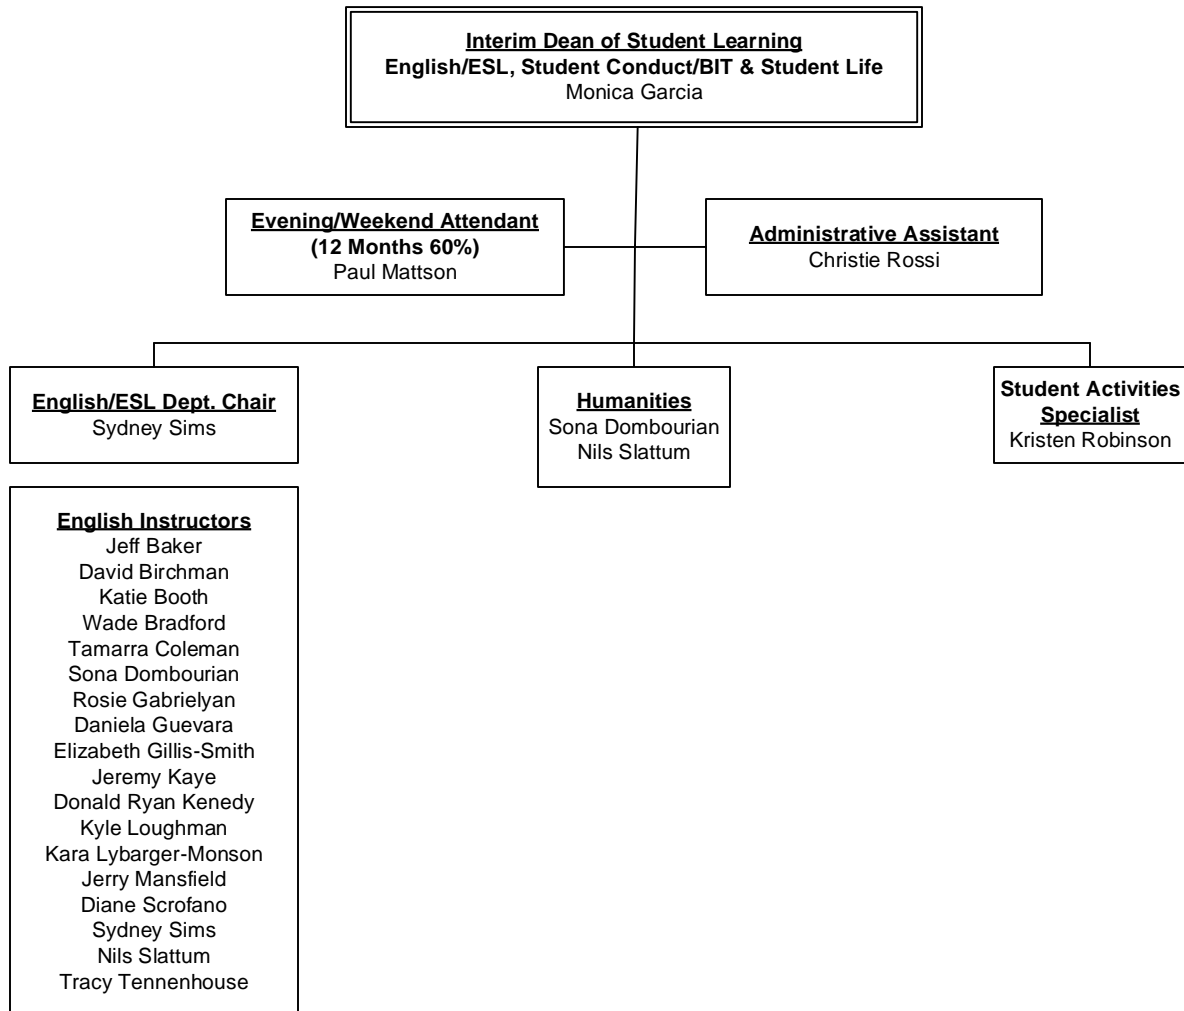 Interim Dean of Student Learning
English/ESL, Student Conduct/BIT & Student Life
Monica Garcia
Evening/Weekend Attendant
(12 Months 60%)
Paul Mattson
Administrative Assistant
Christie Rossi
English/ESL Dept. Chair
Sydney Sims
Humanities
Sona Dombourian
Nils Slattum
Student Activities
Specialist
Kristen Robinson
English Instructors
Jeff Baker
David Birchman
Katie Booth
Wade Bradford
Tamarra Coleman
Sona Dombourian
Rosie Gabrielyan
Daniela Guevara
Elizabeth Gillis-Smith
Jeremy Kaye
Donald Ryan Kenedy
Kyle Loughman
Kara Lybarger-Monson
Jerry Mansfield
Diane Scrofano
Sydney Sims
Nils Slattum
Tracy Tennenhouse